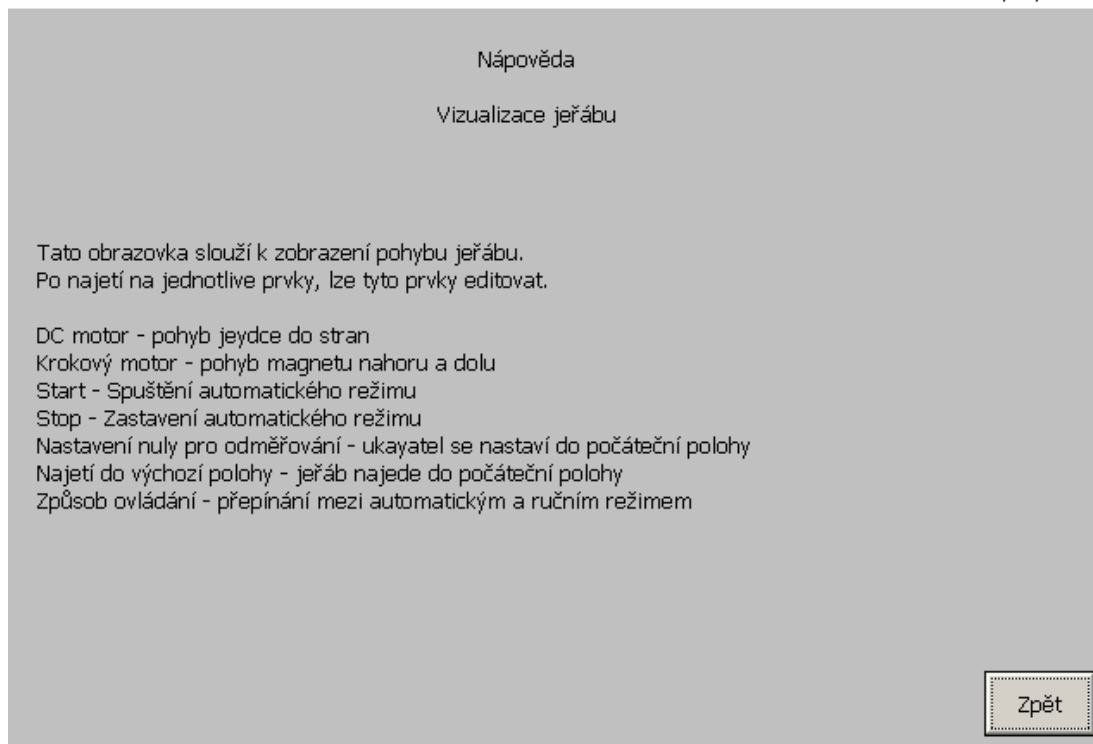 Nápověda
Vizualizace jeřábu
Tato obrazovka slouží k zobrazení pohybu jeřábu.
Po najetí na jednotlive prvky, lze tyto prvky editovat.
DC motor - pohyb jeydce do stran
Krokový motor - pohyb magnetu nahoru a dolu
Start - Spuštění automatického režimu
Stop - Zastavení automatického režimu
Nastavení nuly pro odměřování - ukayatel se nastaví do počáteční polohy
Najetí do výchozí polohy - jeřáb najede do počáteční polohy
Způsob ovládání - přepínání mezi automatickým a ručním režimem
Zpět